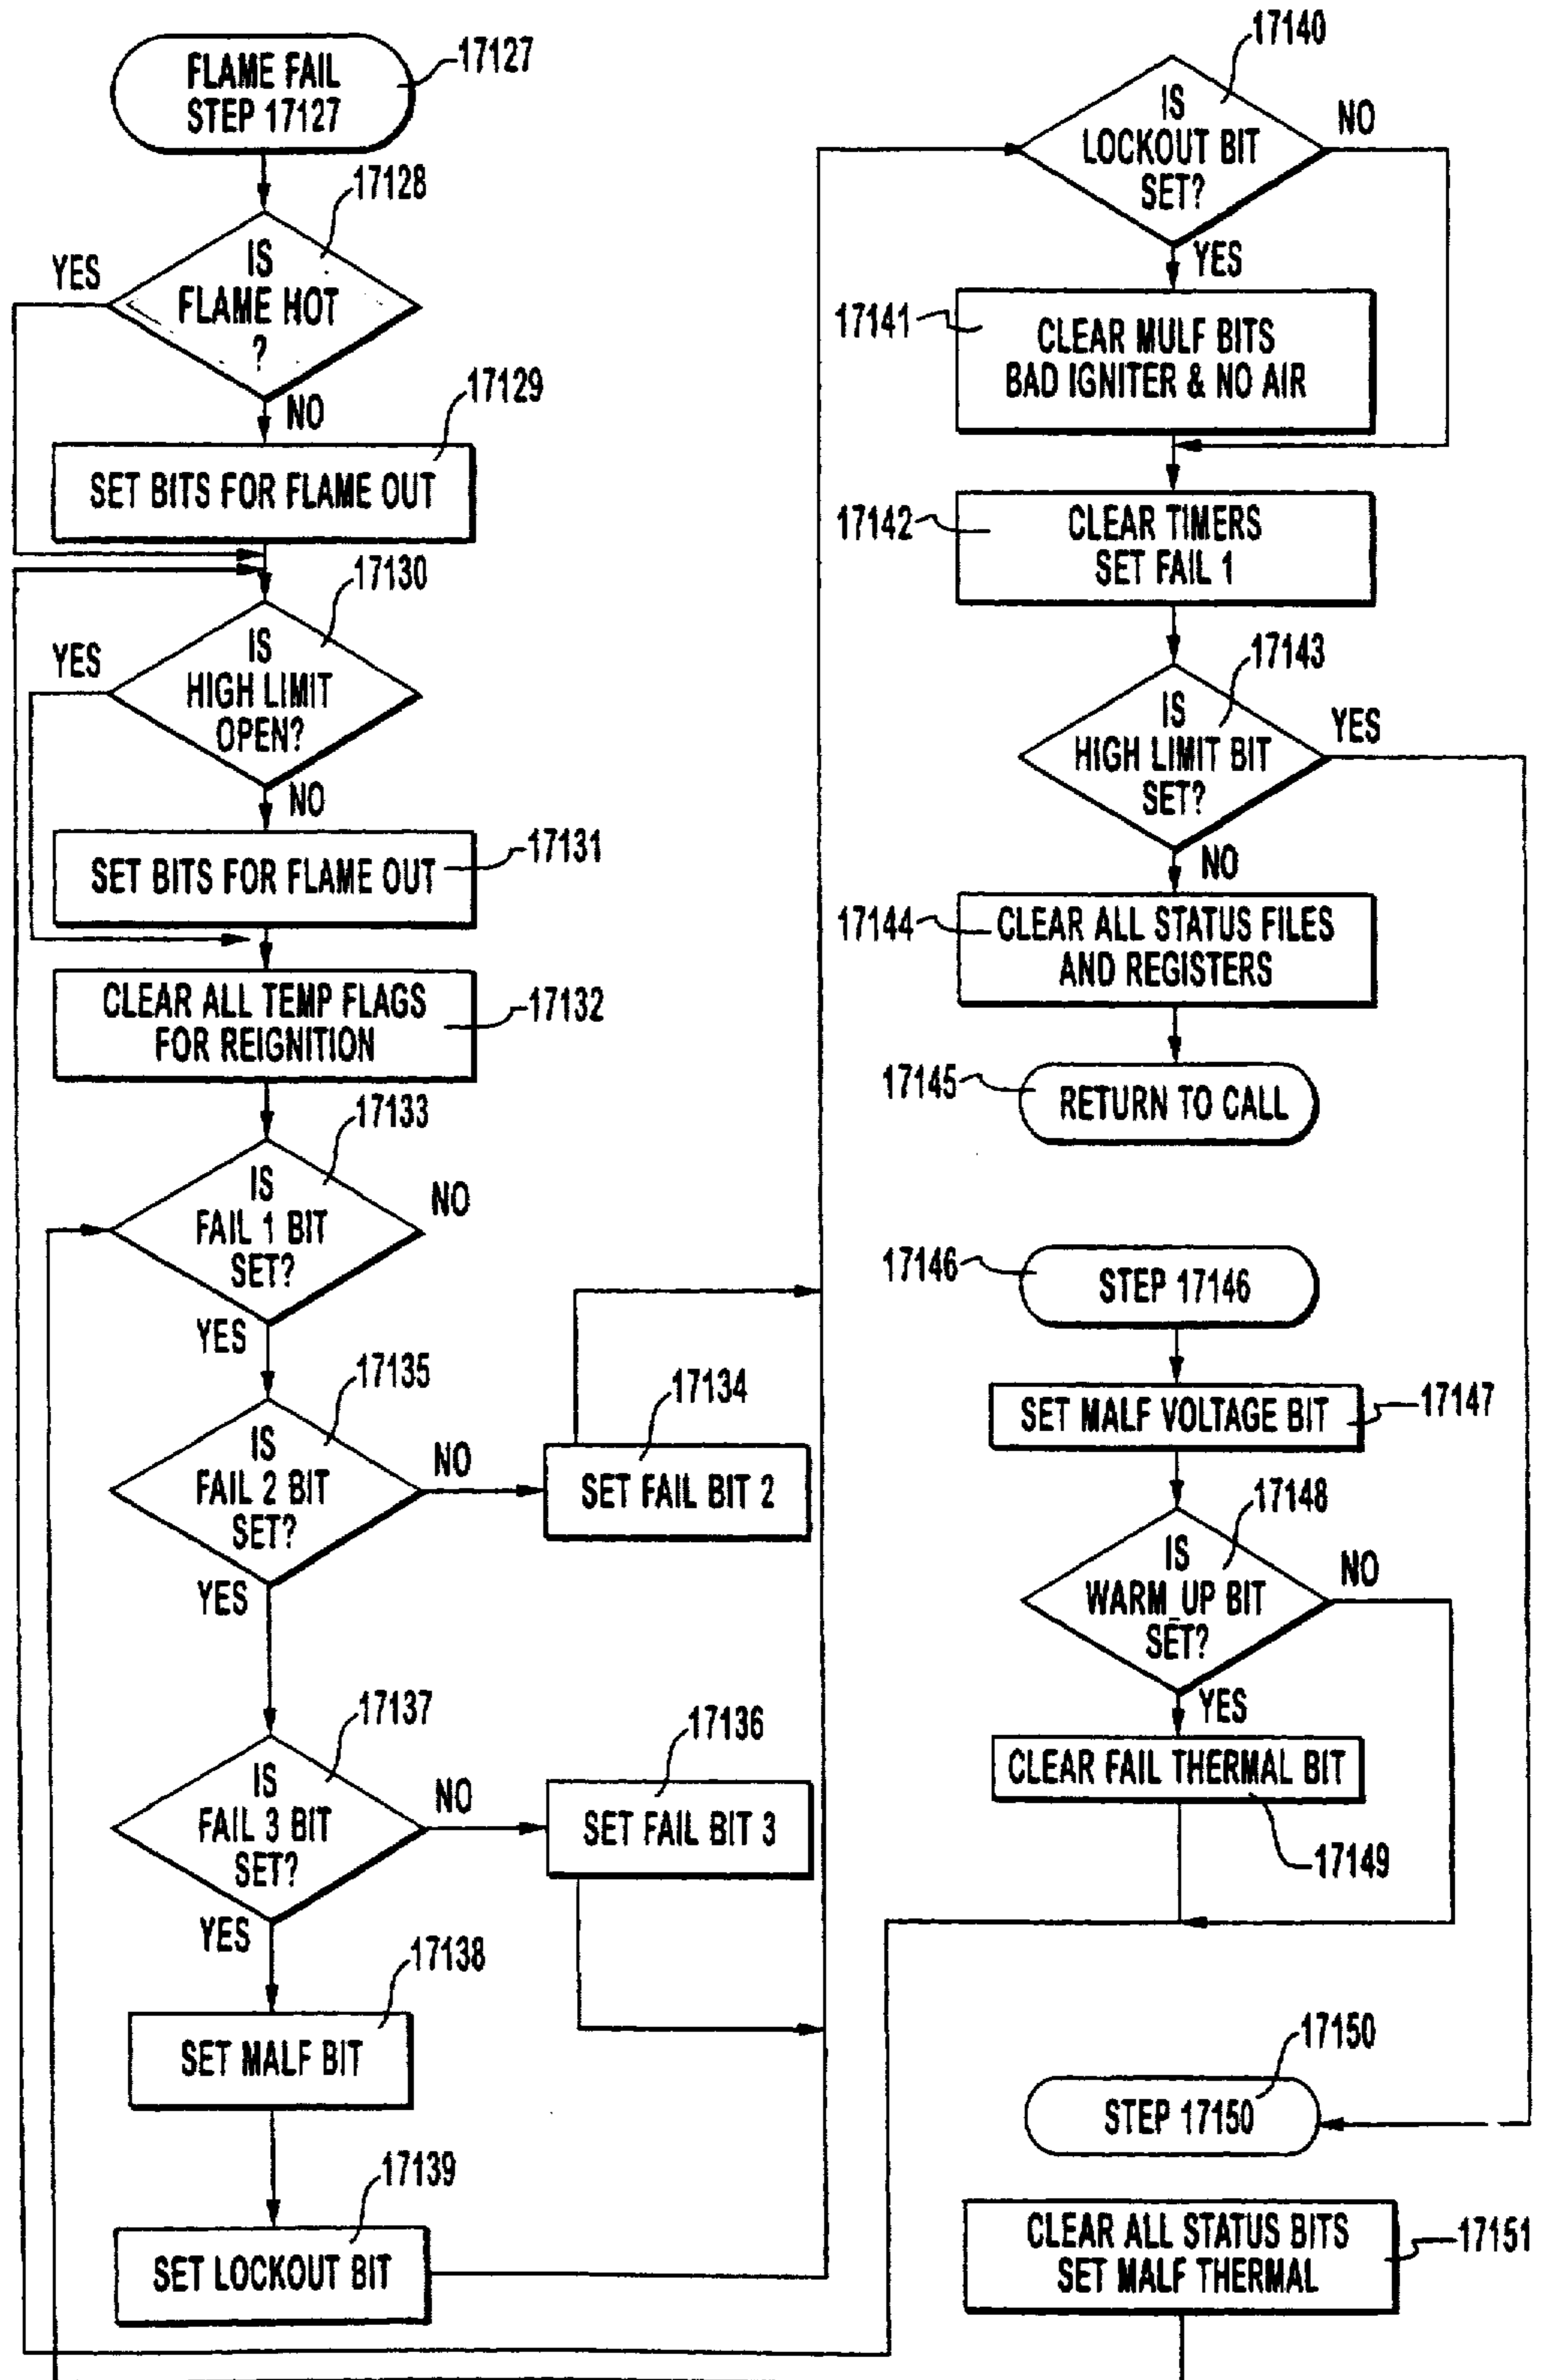 17127
FLAME FAIL
STEP 17127
17128
YES
IS
FLAME HOT
?
NO
17129
SET BITS FOR FLAME OUT
17130
YES
IS
HIGH LIMIT
OPEN?
NO
17131
SET BITS FOR FLAME OUT
CLEAR ALL TEMP FLAGS
FOR REIGNITION
17132
17133
IS
FAIL 1 BIT
SET?
NO
YES
17135
IS
FAIL 2 BIT
SET?
NO
YES
17134
SET FAIL BIT 2
17137
IS
FAIL 3 BIT
SET?
NO
YES
17136
SET FAIL BIT 3
17138
SET MALF BIT
17139
SET LOCKOUT BIT
17140
IS
LOCKOUT BIT
SET?
NO
YES
17141
CLEAR MULF BITS
BAD IGNITER & NO AIR
17142
CLEAR TIMERS
SET FAIL 1
17143
IS
HIGH LIMIT BIT
SET?
YES
NO
17144
CLEAR ALL STATUS FILES
AND REGISTERS
17145
RETURN TO CALL
17146
STEP 17146
SET MALF VOLTAGE BIT
17147
17148
IS
WARM_UP BIT
SET?
NO
YES
CLEAR FAIL THERMAL BIT
17149
17150
STEP 17150
CLEAR ALL STATUS BITS
SET MALF THERMAL
17151